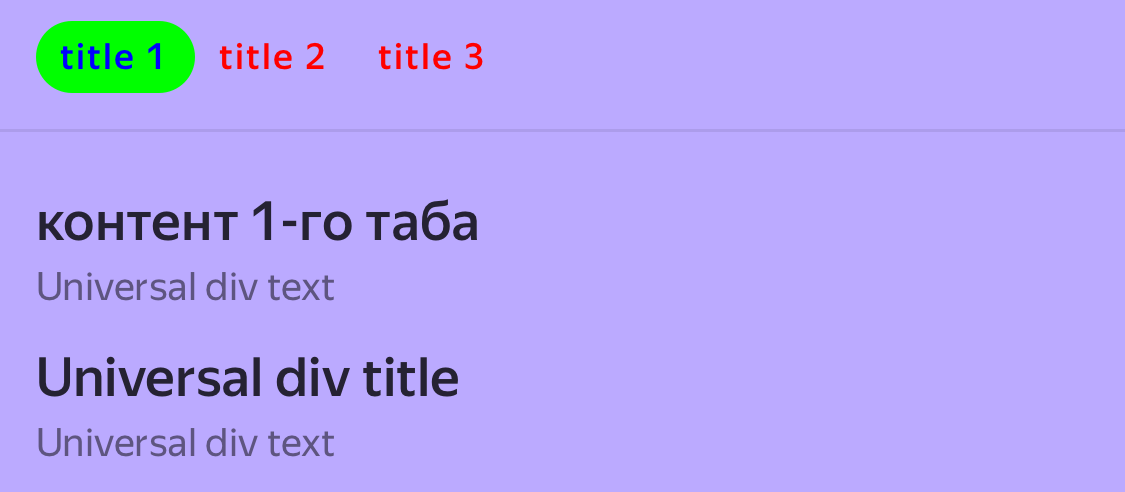 title 1 title 2 title 3
контент 1-го таба
Universal div text
Universal div title
Universal div text